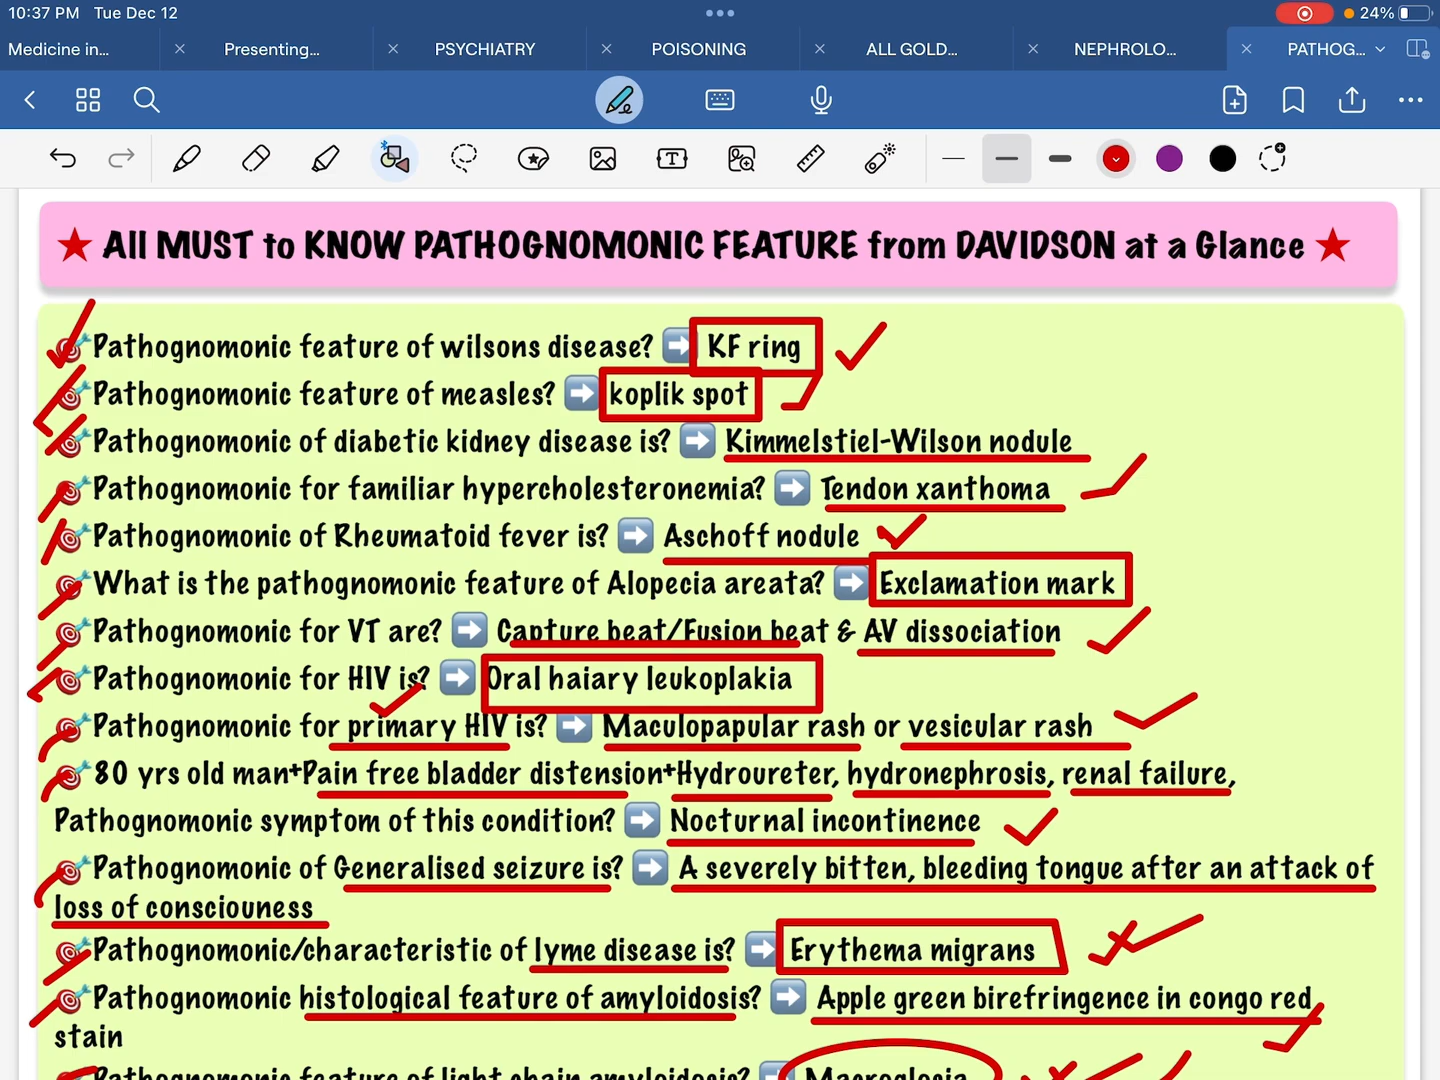 10:37 PM Tue Dec 12
24%
Medicine in...
Presenting...
PSYCHIATRY
POISONING
ALL GOLD...
NEPHROLO...
PATHOG...
All MUST to KNOW PATHOGNOMONIC FEATURE from DAVIDSON at a Glance
Pathognomonic feature of wilsons disease? ➡ KF ring
Pathognomonic feature of measles? ➡ koplik spot
Pathognomonic of diabetic kidney disease is? ➡ Kimmelstiel-Wilson nodule
Pathognomonic for familiar hypercholesteronemia? ➡ Tendon xanthoma
Pathognomonic of Rheumatoid fever is? ➡ Aschoff nodule
What is the pathognomonic feature of Alopecia areata? ➡ Exclamation mark
Pathognomonic for VT are? ➡ Capture beat/Fusion beat & AV dissociation
Pathognomonic for HIV is? ➡ Oral haiary leukoplakia
Pathognomonic for primary HIV is? ➡ Maculopapular rash or vesicular rash
80 yrs old man+Pain free bladder distension+Hydroureter, hydronephrosis, renal failure,
Pathognomonic symptom of this condition? ➡ Nocturnal incontinence
Pathognomonic of Generalised seizure is? ➡ A severely bitten, bleeding tongue after an attack of
loss of consciouness
Pathognomonic/characteristic of lyme disease is? ➡ Erythema migrans
Pathognomonic histological feature of amyloidosis? ➡ Apple green birefringence in congo red
stain
Pathognomonic feature of light chain amyloidosis? ➡ Macroglosia